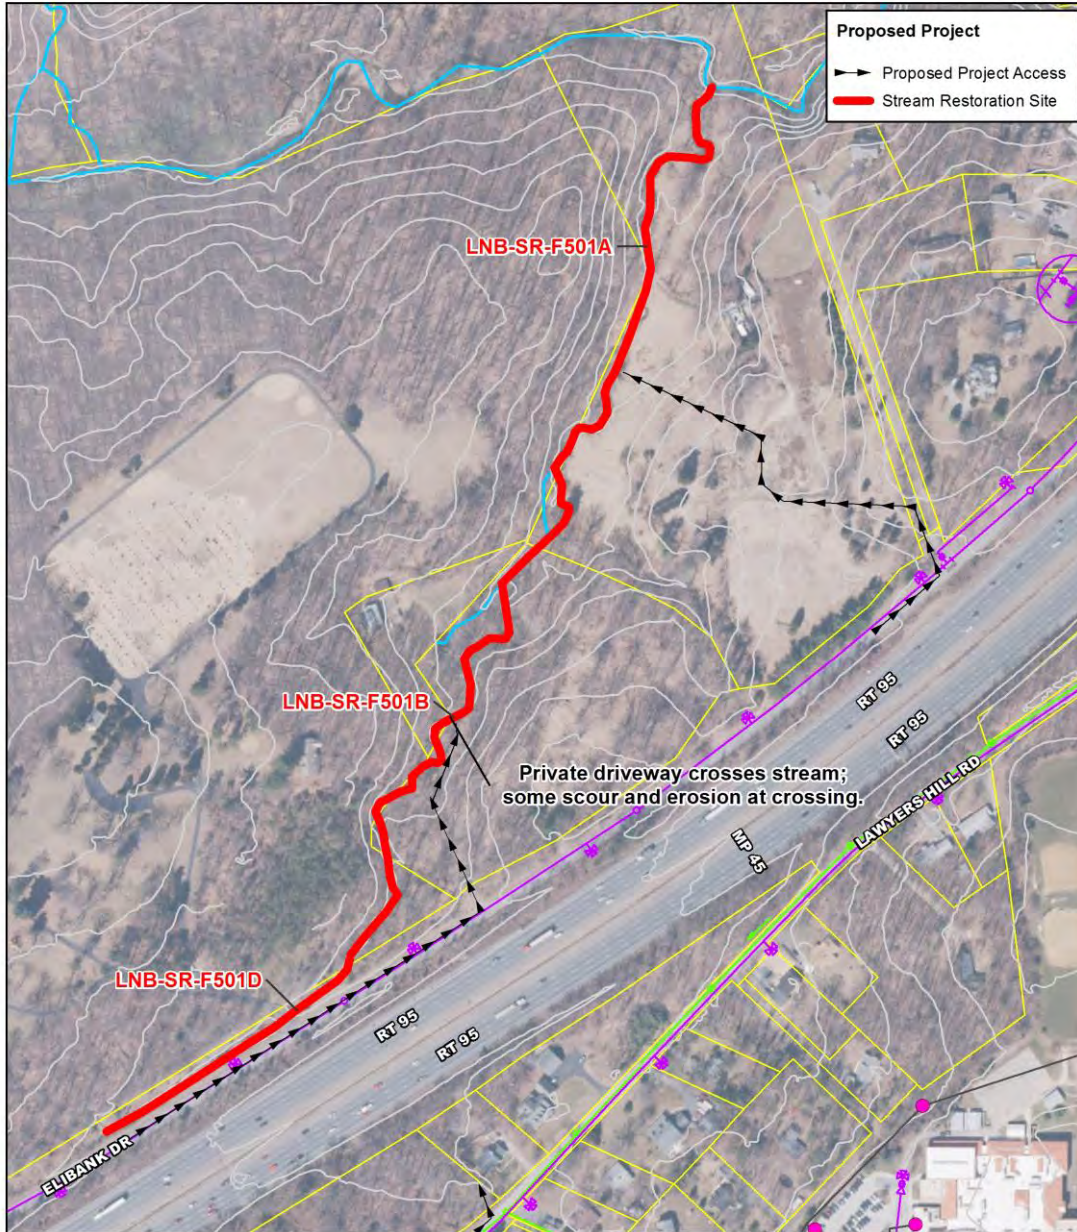 Proposed Project
Proposed Project Access
Stream Restoration Site
LNB-SR-F501A
LNB-SR-F501B
Private driveway crosses stream;
some scour and erosion at crossing.
RT 95
RT 95
LAWYERS HILL RD
MP 45
LNB-SR-F501D
RT 95
RT 95
ELIBANK DR